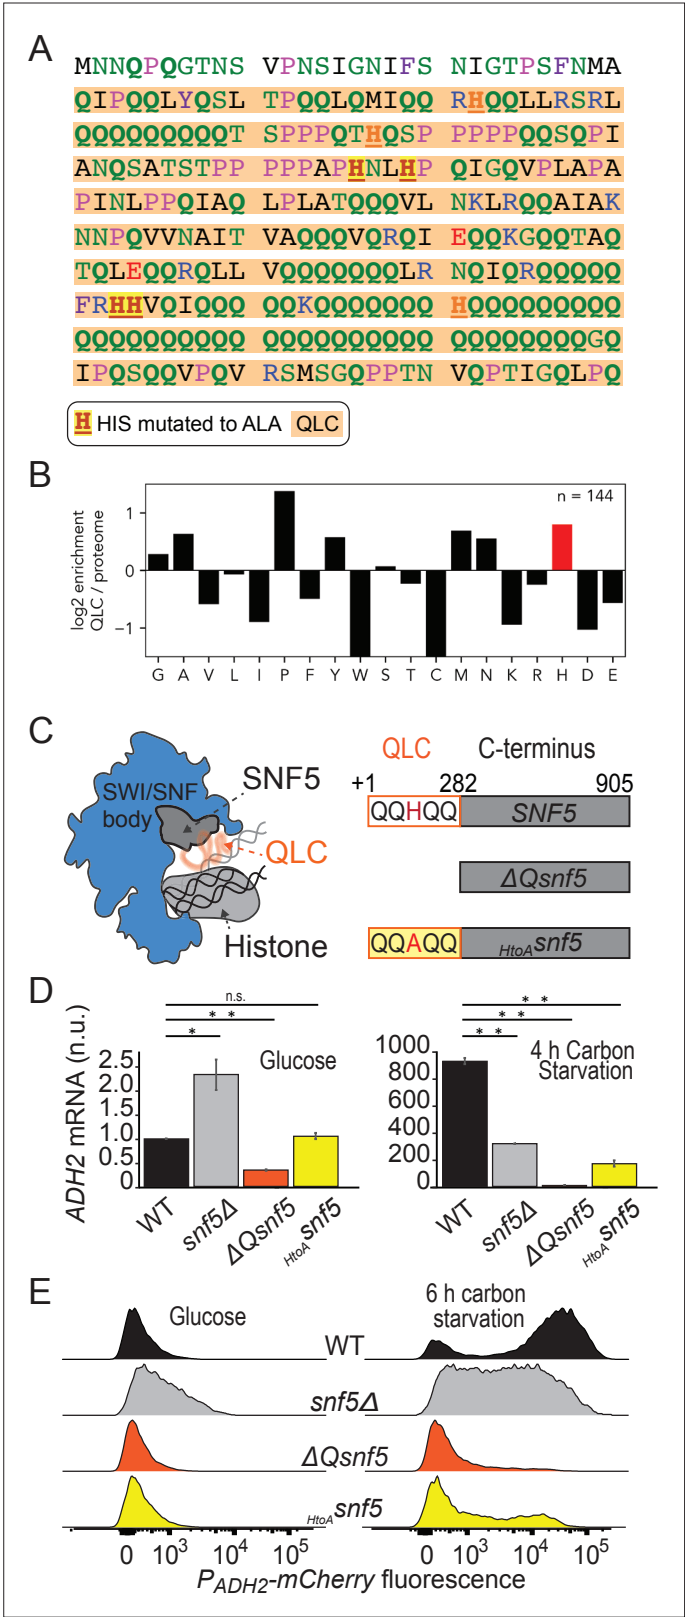 A
MNNQPQGTNS VPNSIGNIFS NIGTPSFNMA
QIPQQLYQSL TPQQLQMIQQ RHQQLLRSRL
QQQQQQQQQT SPPPQTHQSP PPPPQQSQPI
ANQSATSTPP PPPAPHNLHP QIGQVPLAPA
PINLPPQIAQ LPLATQQQVL NKLRQQAIAK
NNPQVVNAIT VAQQQVQRQI EQQKGQQTAQ
TQLEQQRQLL VQQQQQQQLR NQIQRQQQQQ
FRHHVQIQQQ QQKQQQQQQQ HQQQQQQQQQ
QQQQQQQQQQ QQQQQQQQQQ QQQQQQQQGQ
IPQSQQVPQV RSMSGQPPTN VQPTIGQLPQ
H HIS mutated to ALA QLC
B
n = 144
log2 enrichment
QLC / proteome
1
0
−1
G A V L I P F Y W S T C M N K R H D E
C
SWI/SNF
body
SNF5
QLC
Histone
QLC C-terminus
+1 282 905
QQHQQ SNF5
ΔQsnf5
QQAQQ HtoAsnf5
D
ADH2 mRNA (n.u.)
n.s.
* *
*
Glucose
2.5
2.0
1.5
1.0
0.5
0
WT snf5Δ ΔQsnf5 HtoAsnf5
* *
* *
* *
4 h Carbon
Starvation
1000
800
600
400
200
0
WT snf5Δ ΔQsnf5 HtoAsnf5
E
Glucose
6 h carbon
starvation
WT
snf5Δ
ΔQsnf5
HtoAsnf5
0 10³ 10⁴ 10⁵ 0 10³ 10⁴ 10⁵
PADH2-mCherry fluorescence